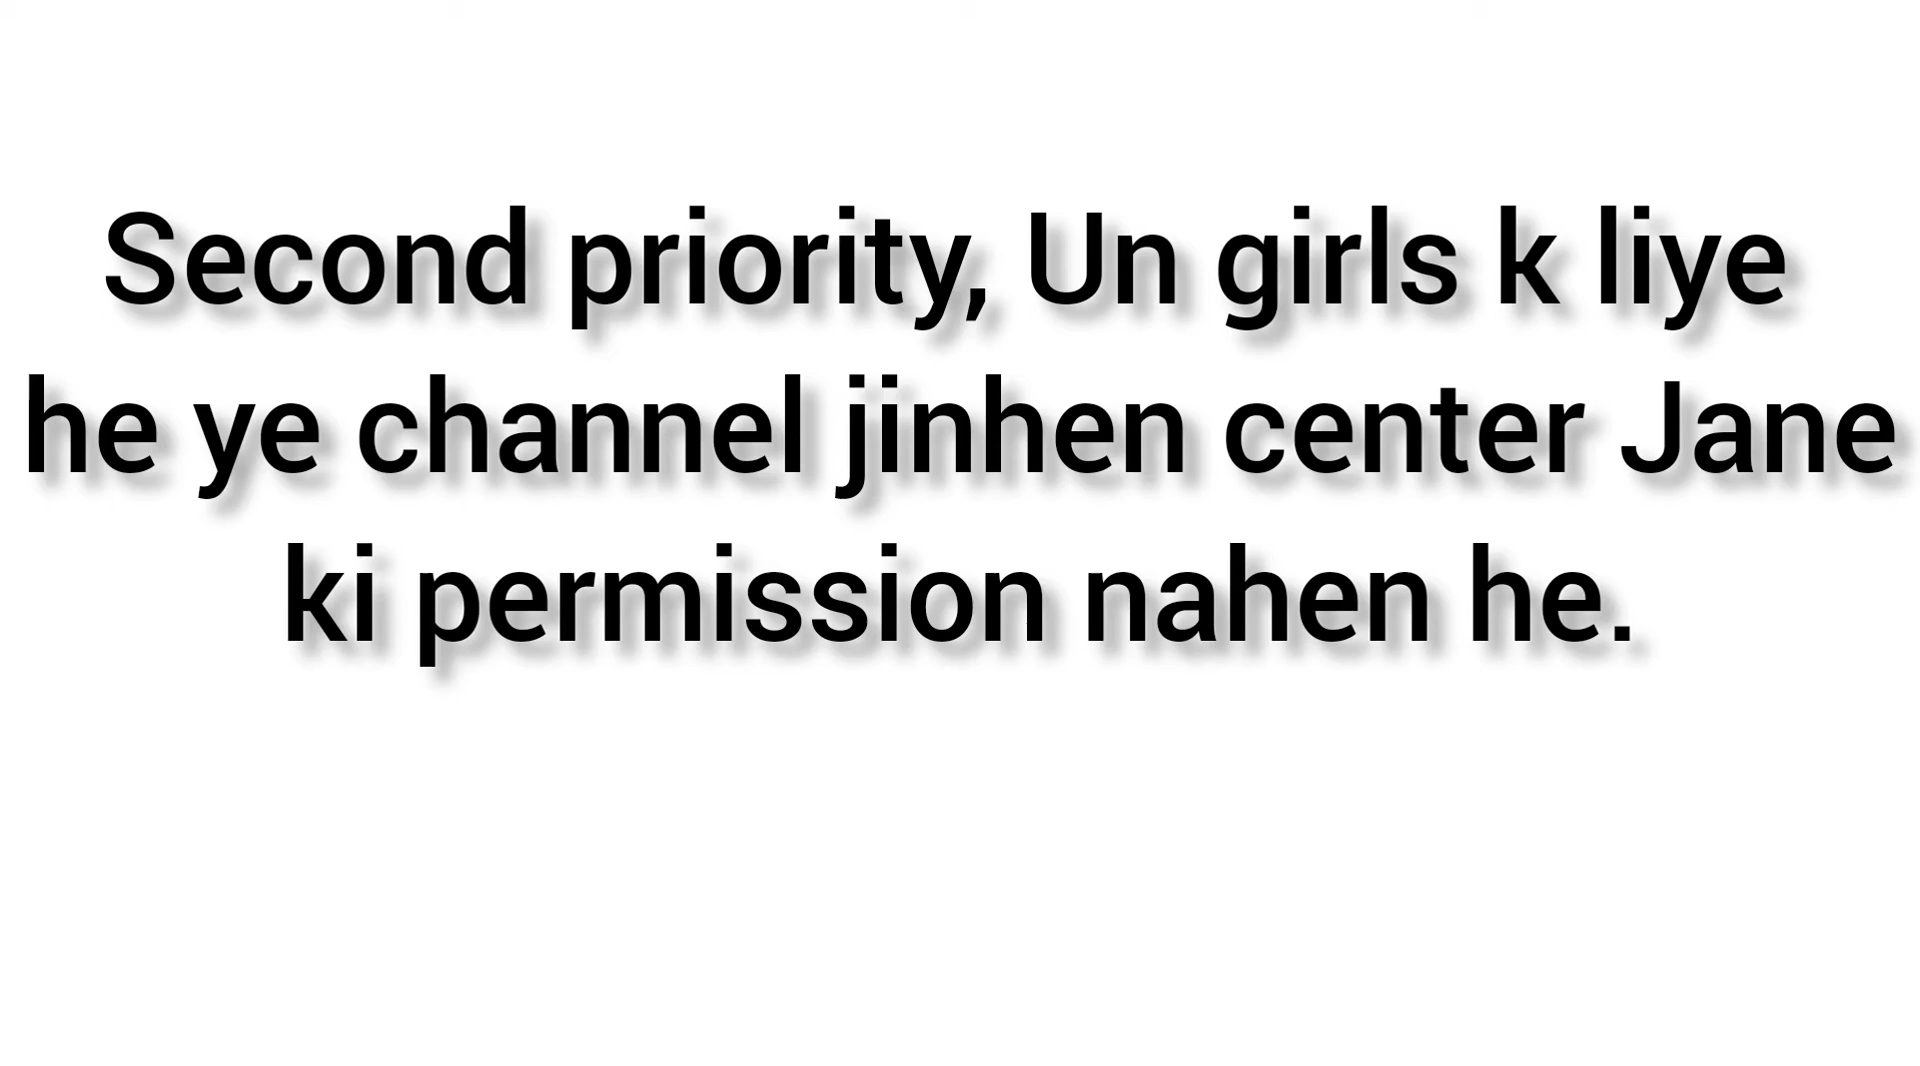 Second priority, Un girls k liye
he ye channel jinhen center Jane
ki permission nahen he.